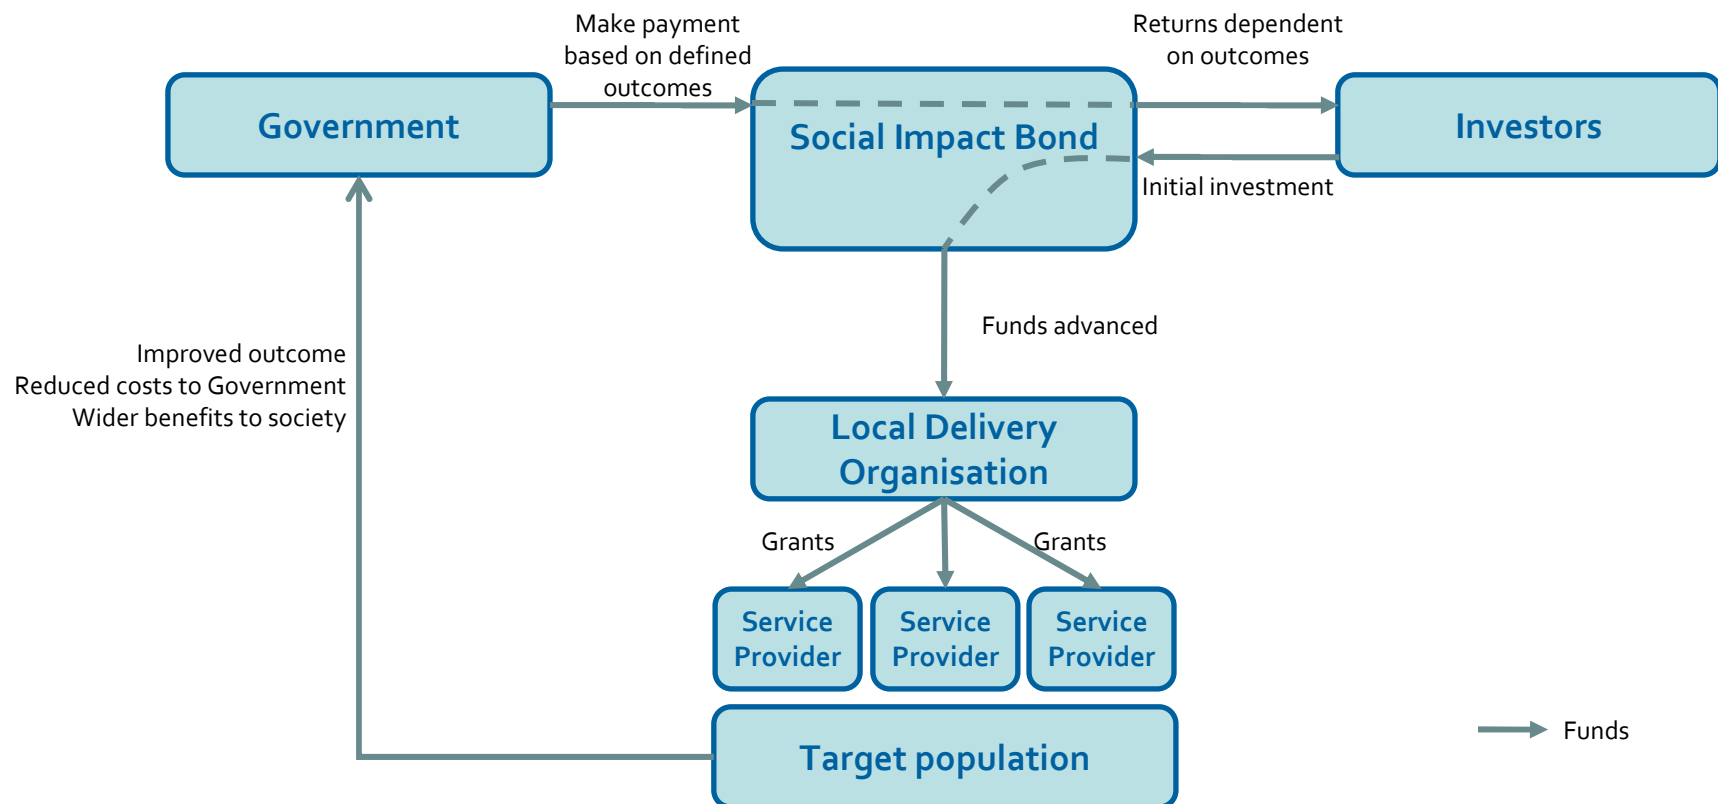 Make payment
based on defined
outcomes
Returns dependent
on outcomes
Government
Social Impact Bond
Investors
Initial investment
Funds advanced
Improved outcome
Reduced costs to Government
Wider benefits to society
Local Delivery
Organisation
Grants
Grants
Service
Provider
Service
Provider
Service
Provider
Target population
Funds